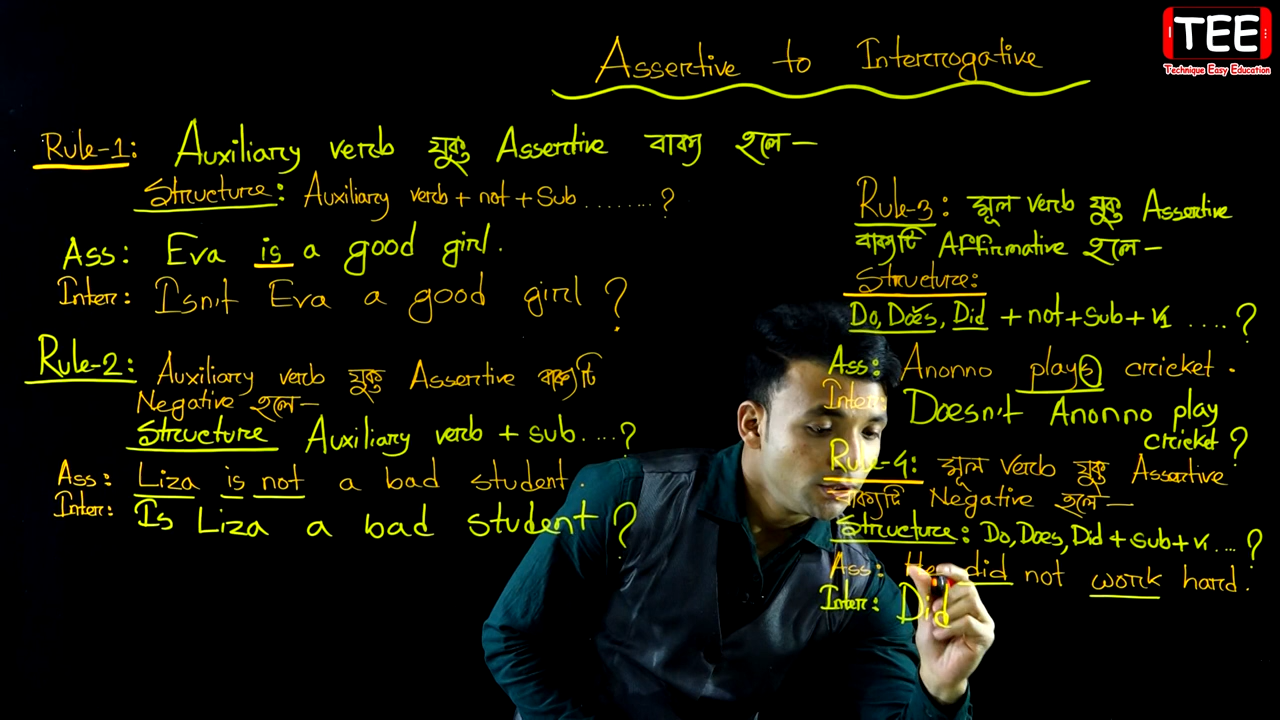 TEE
Technique Easy Education
Assertive to Interrogative
Rule-1: Auxiliary verb যুক্ত Assertive বাক্য হলে—
Structure: Auxiliary verb + not + Sub ........ ?
Ass: Eva is a good girl.
Inter: Isn't Eva a good girl ?
Rule-2: Auxiliary verb যুক্ত Assertive বাক্যটি
Negative হলে—
Structure Auxiliary verb + sub.....?
Ass: Liza is not a bad student.
Inter: Is Liza a bad student ?
Rule-3: মূল verb যুক্ত Assertive
বাক্যটি Affirmative হলে—
Structure:
Do, Does, Did + not + Sub + V1 .... ?
Ass: Anonno plays cricket.
Inter: Doesn't Anonno play
cricket ?
Rule-4: মূল verb যুক্ত Assertive
বাক্যটি Negative হলে—
Structure: Do, Does, Did + sub + v1 .... ?
Ass: did not work hard.
Inter: Did